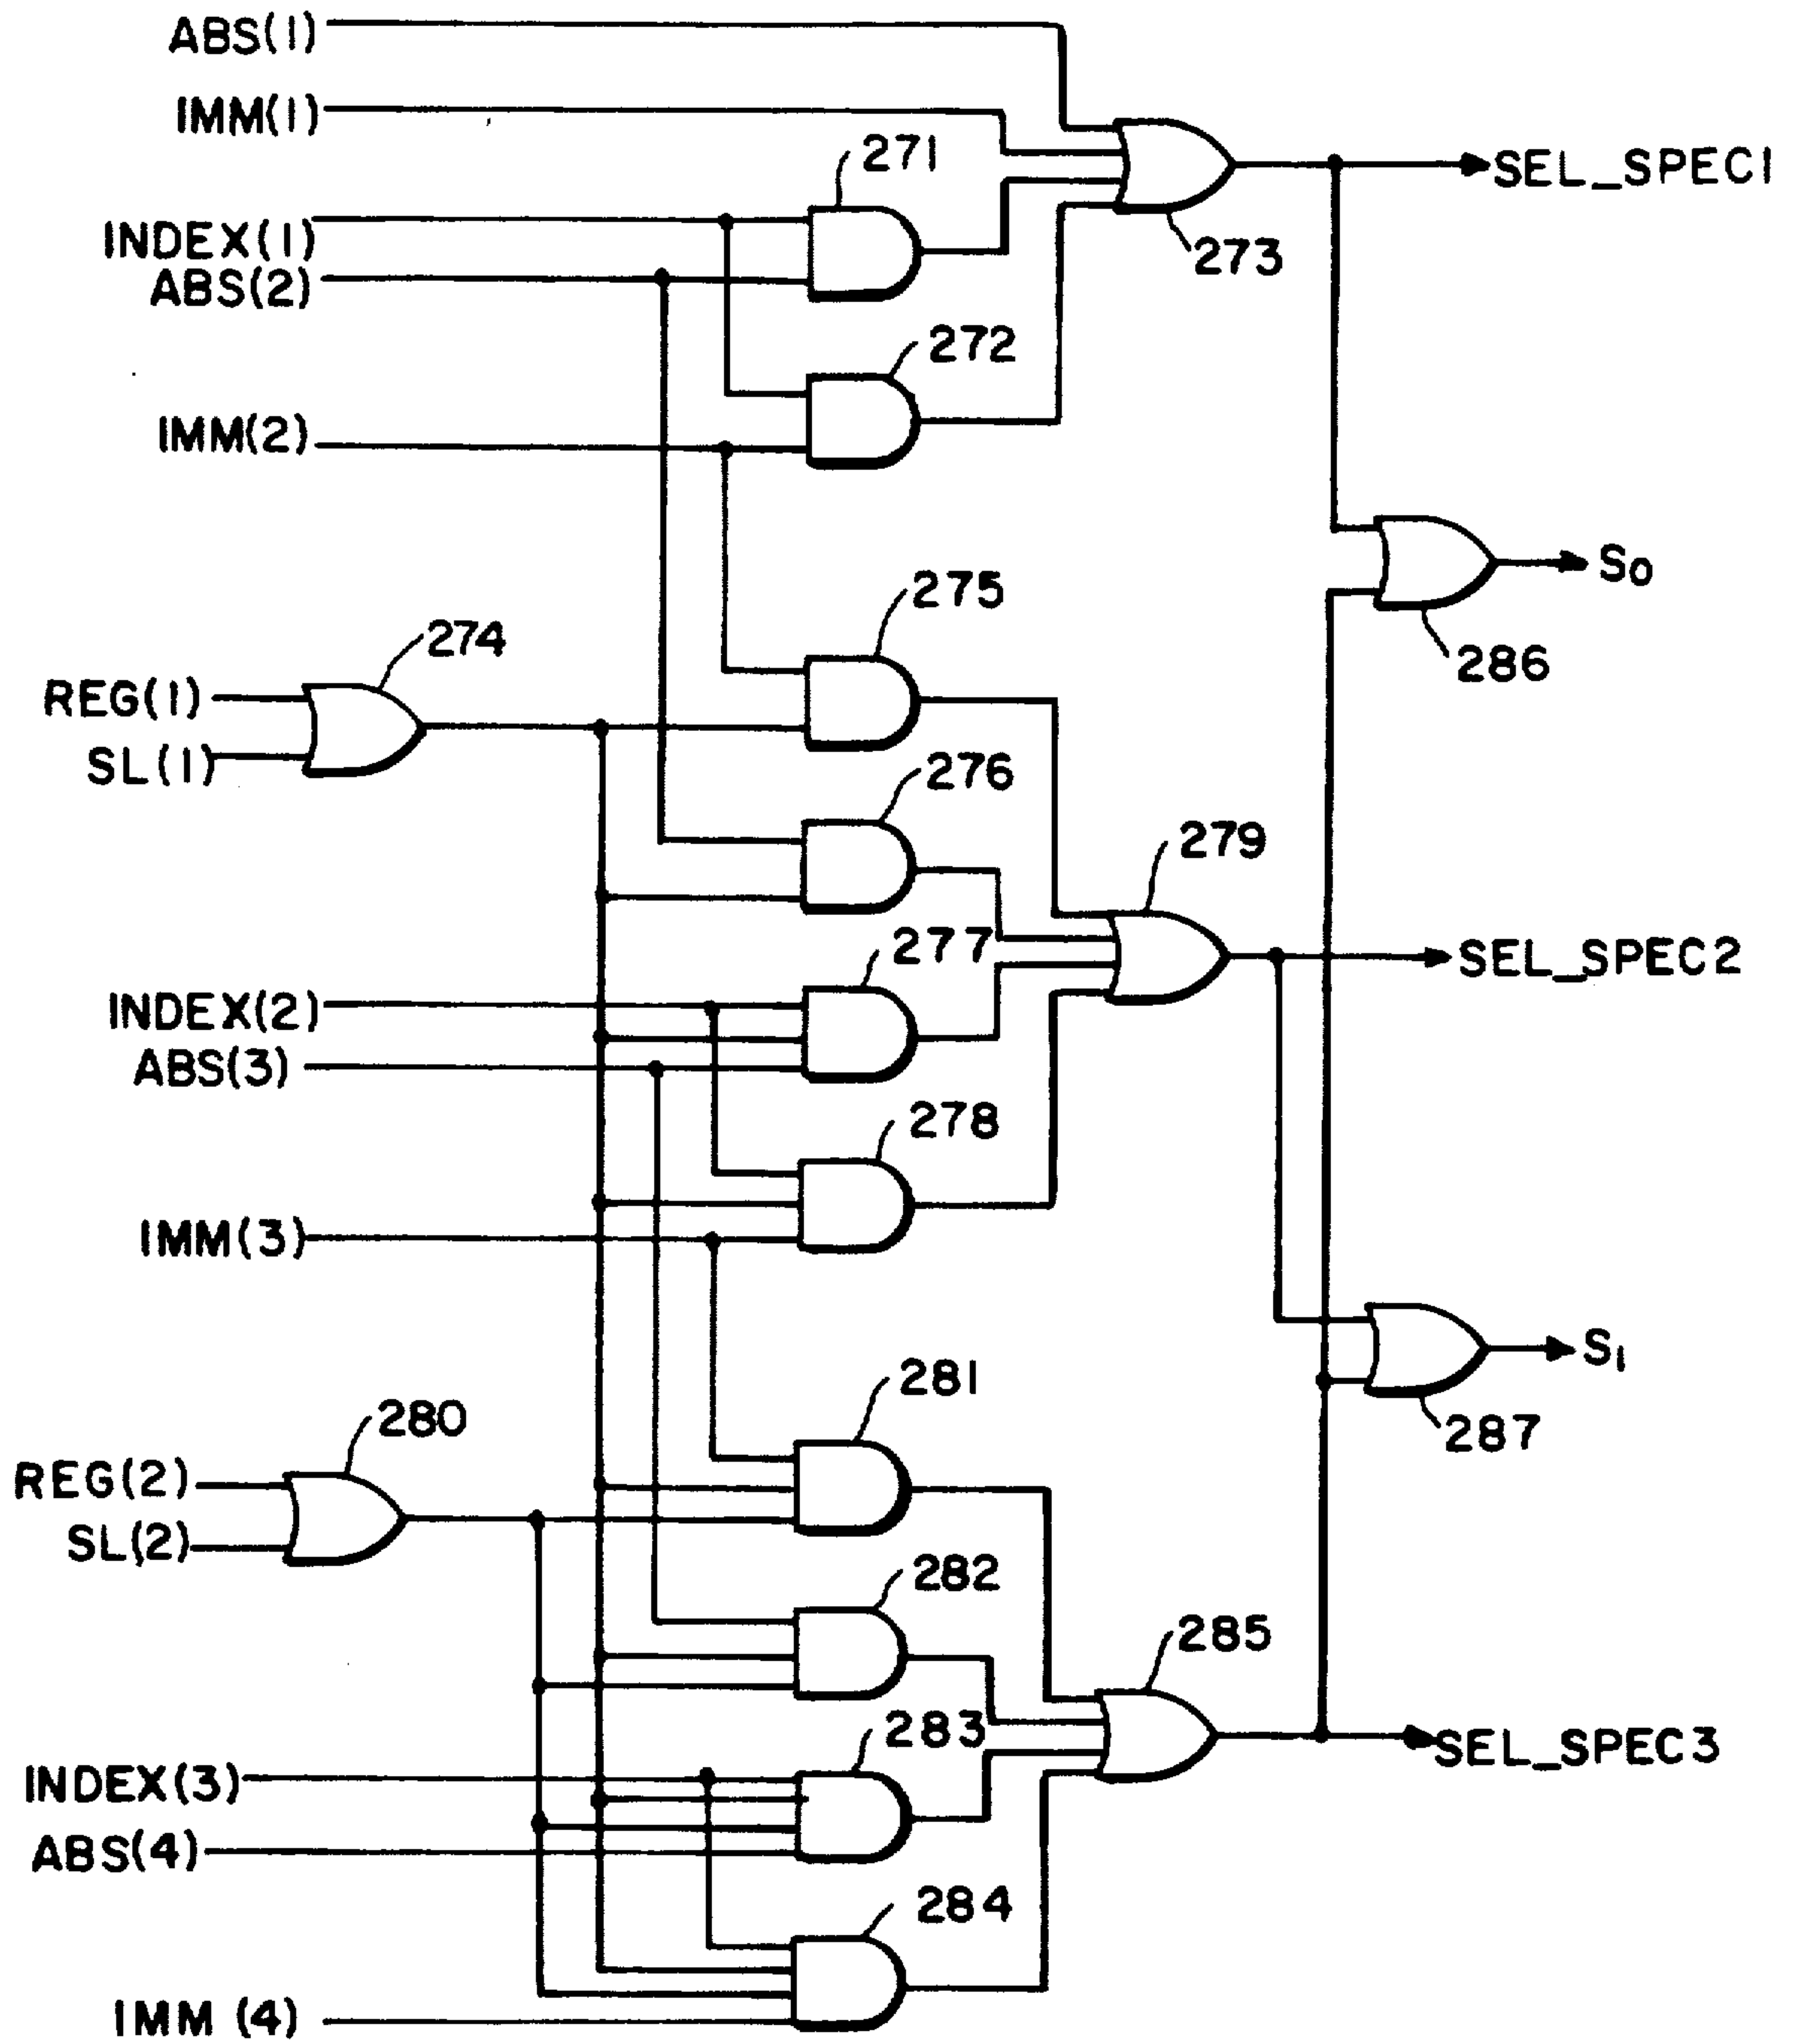 ABS(1)
IMM(1)
271
SEL_SPEC1
INDEX(1)
273
ABS(2)
272
IMM(2)
S0
275
274
286
REG(1)
SL(1)
276
279
277
SEL_SPEC2
INDEX(2)
ABS(3)
278
IMM(3)
S1
281
280
287
REG(2)
SL(2)
282
285
283
SEL_SPEC3
INDEX(3)
ABS(4)
284
IMM (4)